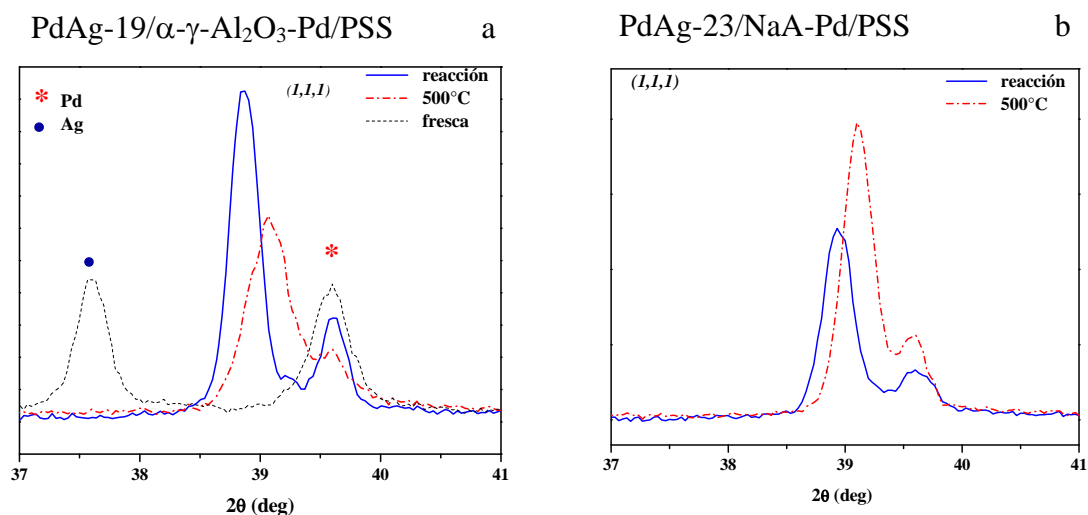 PdAg-19/α-γ-Al₂O₃-Pd/PSS a
* Pd
● Ag
(1,1,1)
reacción
500°C
fresca
*
37 38 39 40 41
2θ (deg)
PdAg-23/NaA-Pd/PSS b
(1,1,1)
reacción
500°C
37 38 39 40 41
2θ (deg)